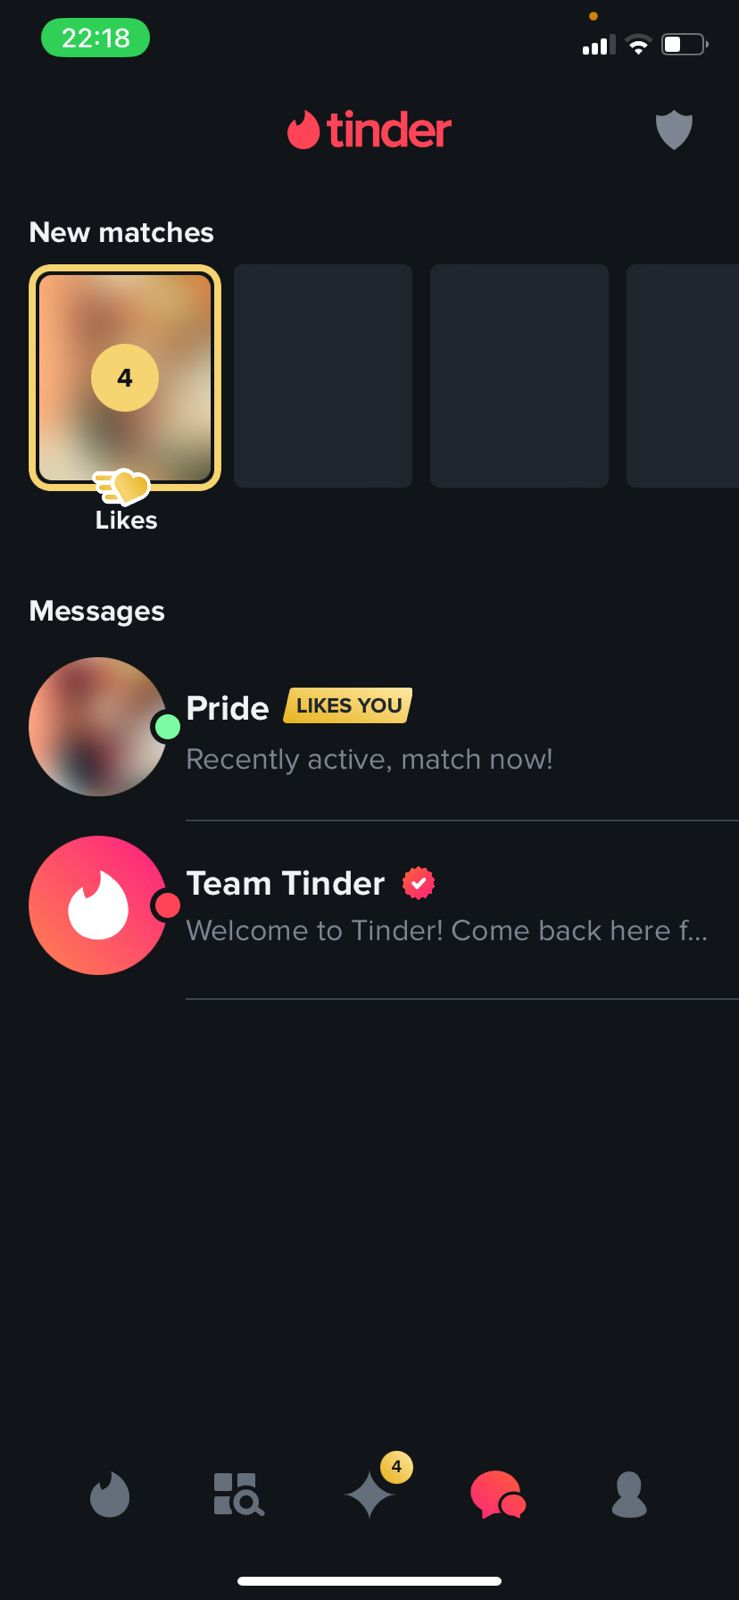 22:18
tinder
New matches
4
Likes
Messages
Pride LIKES YOU
Recently active, match now!
Team Tinder
Welcome to Tinder! Come back here f...
4